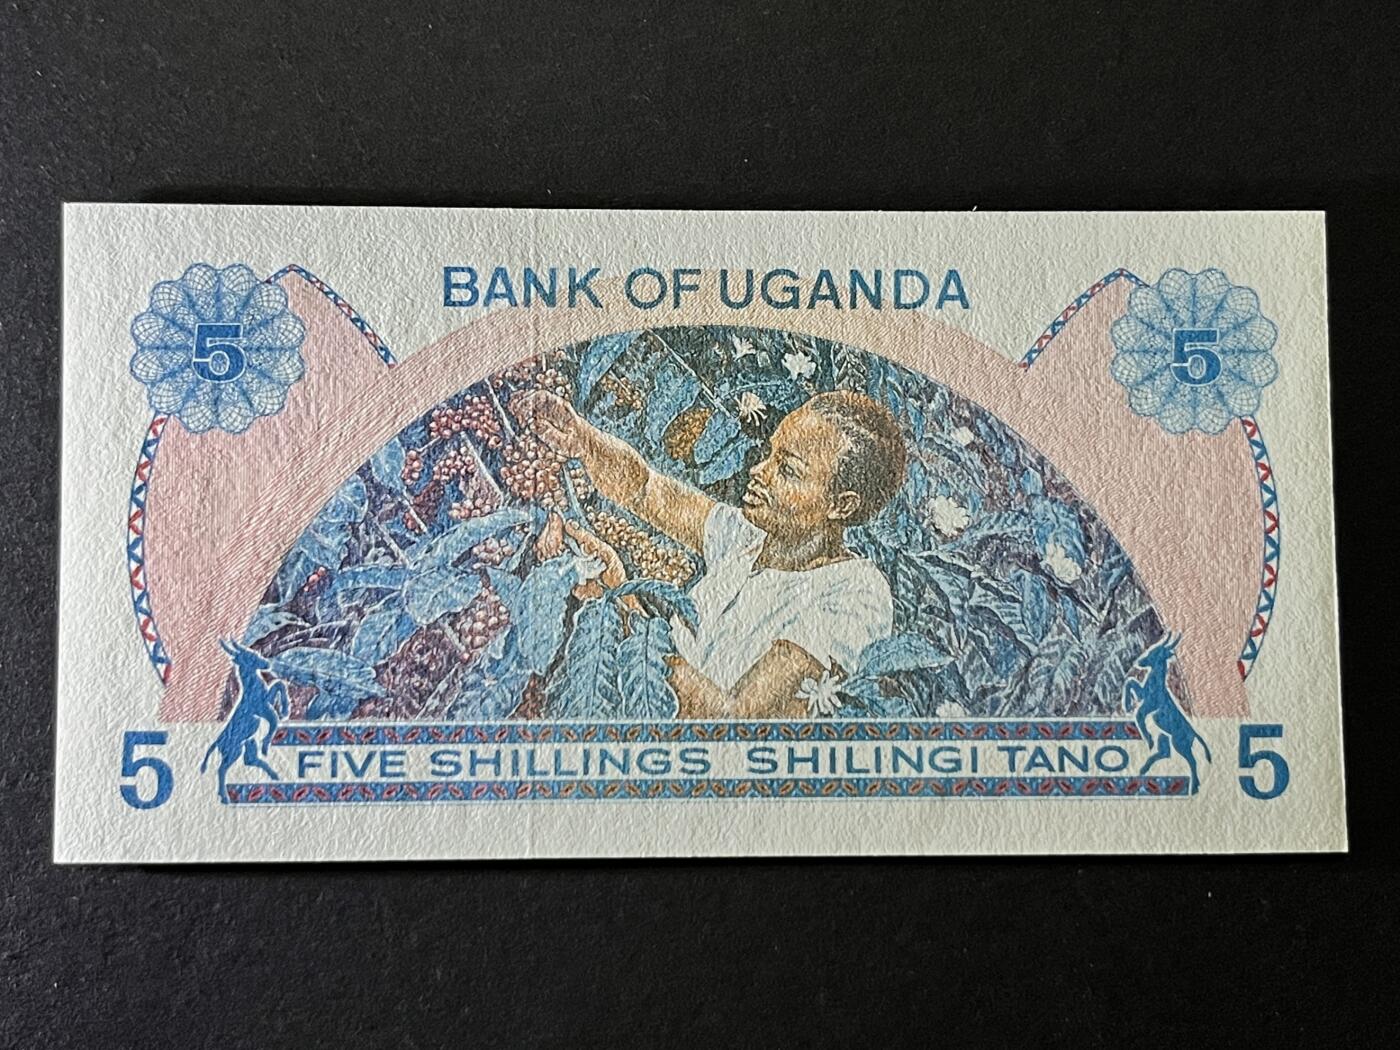 BANK OF UGANDA
5 5
FIVE SHILLINGS SHILINGI TANO
5 5